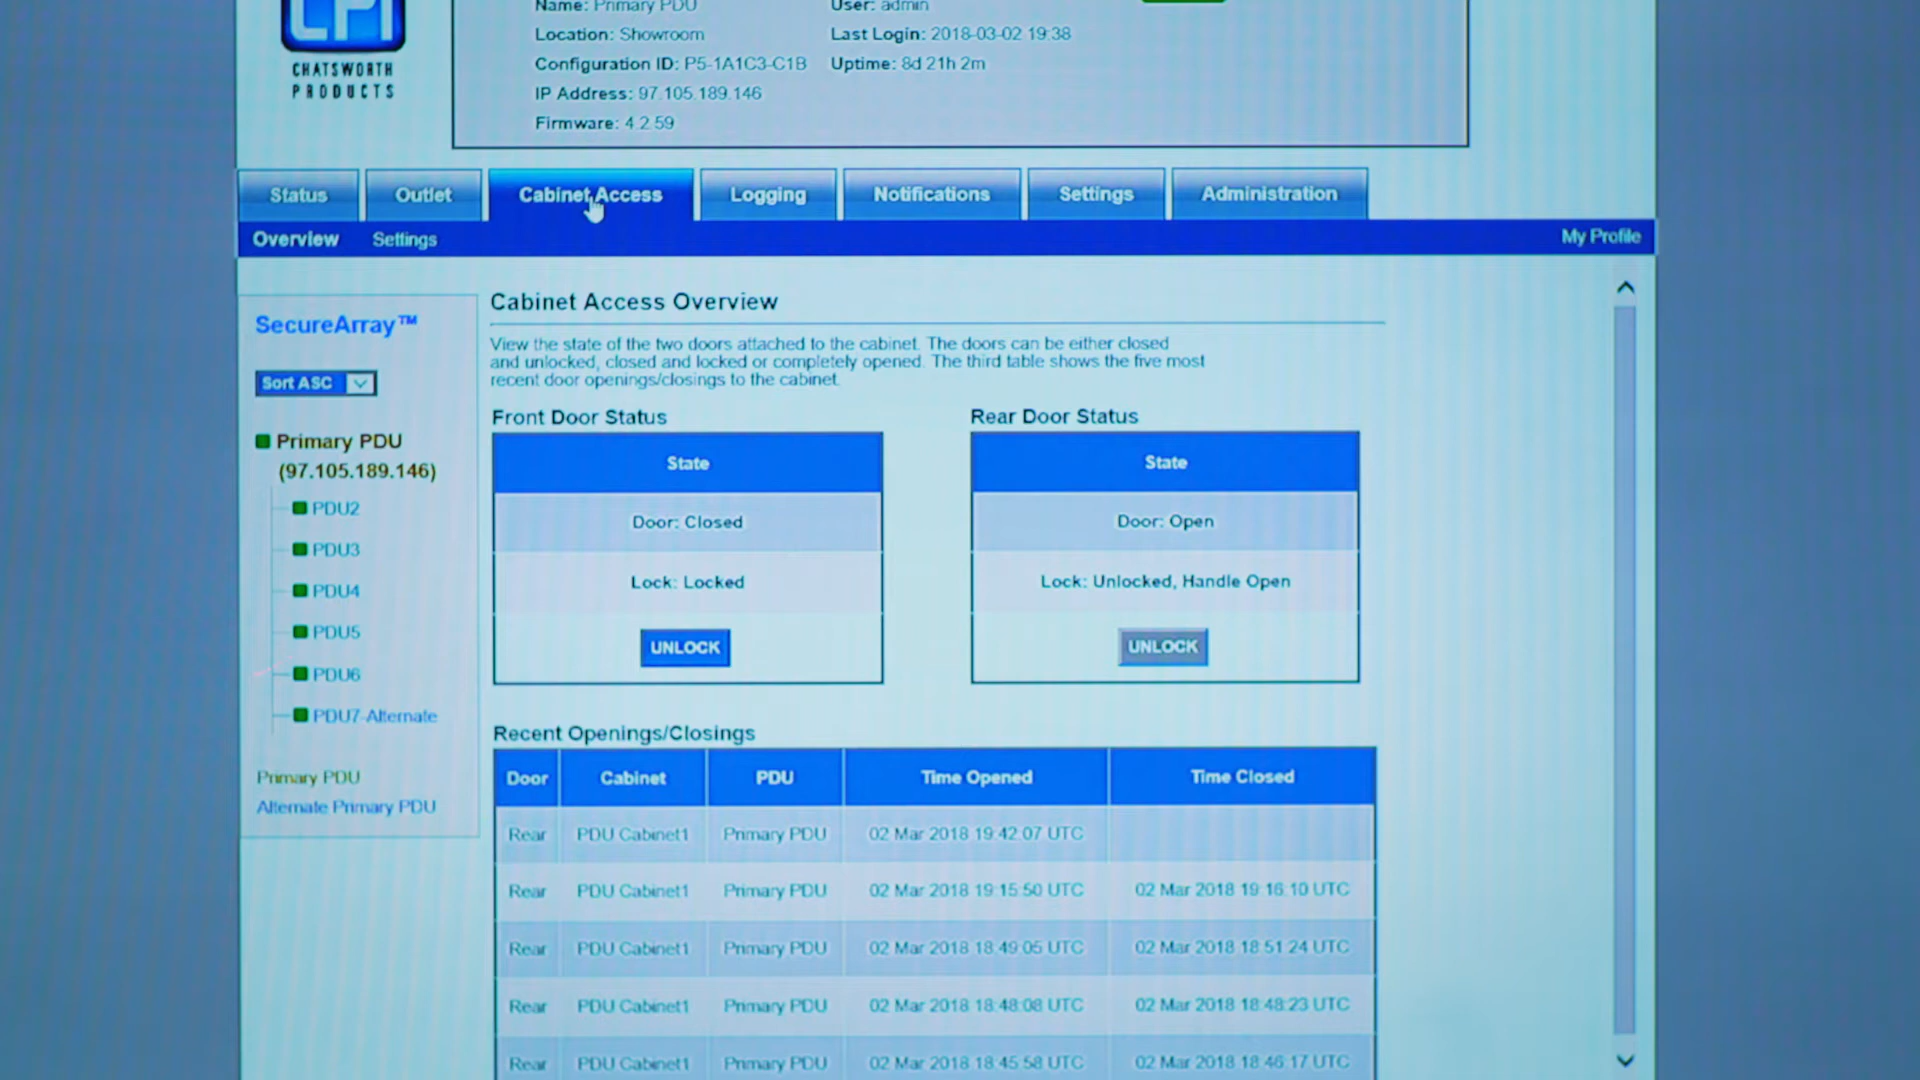 CPI
CHATSWORTH
PRODUCTS
Name: Primary PDU
Location: Showroom
Configuration ID: P5-1A1C3-C1B
IP Address: 97.105.189.146
Firmware: 4.2.59
User: admin
Last Login: 2018-03-02 19:38
Uptime: 8d 21h 2m
Status Outlet Cabinet Access Logging Notifications Settings Administration
Overview Settings My Profile
SecureArray™
Sort ASC
Primary PDU
(97.105.189.146)
PDU2
PDU3
PDU4
PDU5
PDU6
PDU7-Alternate
Primary PDU
Alternate Primary PDU
Cabinet Access Overview
View the state of the two doors attached to the cabinet. The doors can be either closed
and unlocked, closed and locked or completely opened. The third table shows the five most
recent door openings/closings to the cabinet.
Front Door Status
State
Door: Closed
Lock: Locked
UNLOCK
Rear Door Status
State
Door: Open
Lock: Unlocked, Handle Open
UNLOCK
Recent Openings/Closings
Door Cabinet PDU Time Opened Time Closed
Rear PDU Cabinet1 Primary PDU 02 Mar 2018 19:42:07 UTC
Rear PDU Cabinet1 Primary PDU 02 Mar 2018 19:15:50 UTC 02 Mar 2018 19:16:10 UTC
Rear PDU Cabinet1 Primary PDU 02 Mar 2018 18:49:05 UTC 02 Mar 2018 18:51:24 UTC
Rear PDU Cabinet1 Primary PDU 02 Mar 2018 18:48:08 UTC 02 Mar 2018 18:48:23 UTC
Rear PDU Cabinet1 Primary PDU 02 Mar 2018 18:45:58 UTC 02 Mar 2018 18:46:17 UTC